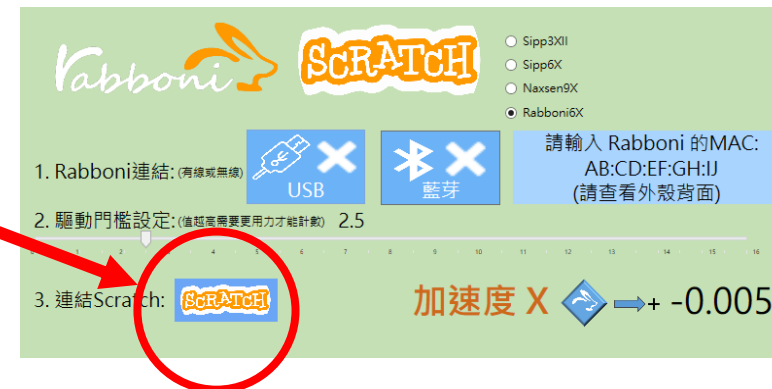 rabboni
SCRATCH
Sipp3XII
Sipp6X
Naxsen9X
Rabboni6X
1. Rabboni連結: (有線或無線)
USB
藍芽
請輸入 Rabboni 的MAC:
AB:CD:EF:GH:IJ
(請查看外殼背面)
2. 驅動門檻設定: (值越高需要更用力才能計數) 2.5
1 2 4 6 7 8 9 10 11 12 13 14 15 16
3. 連結Scratch: SCRATCH
加速度 X + -0.005